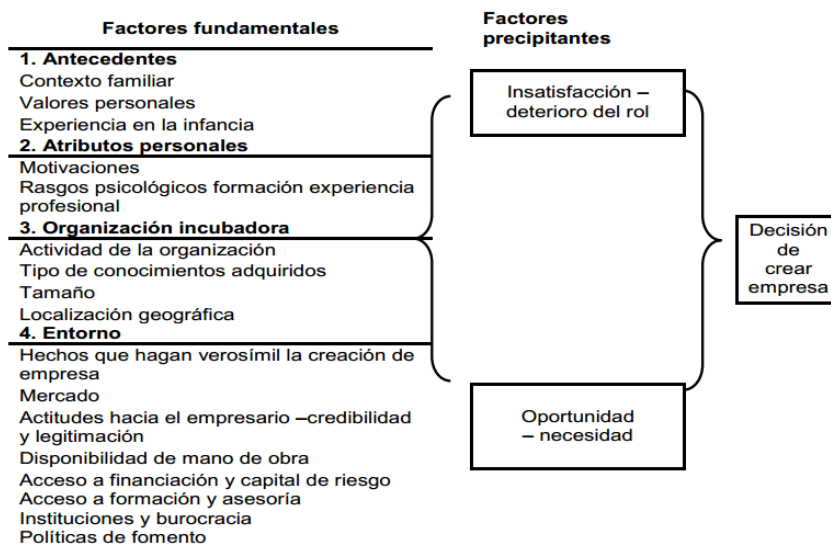 Factores fundamentales
1. Antecedentes
Contexto familiar
Valores personales
Experiencia en la infancia
2. Atributos personales
Motivaciones
Rasgos psicológicos formación experiencia
profesional
3. Organización incubadora
Actividad de la organización
Tipo de conocimientos adquiridos
Tamaño
Localización geográfica
4. Entorno
Hechos que hagan verosímil la creación de
empresa
Mercado
Actitudes hacia el empresario –credibilidad
y legitimación
Disponibilidad de mano de obra
Acceso a financiación y capital de riesgo
Acceso a formación y asesoría
Instituciones y burocracia
Políticas de fomento
Factores
precipitantes
Insatisfacción –
deterioro del rol
Oportunidad
– necesidad
Decisión
de
crear
empresa